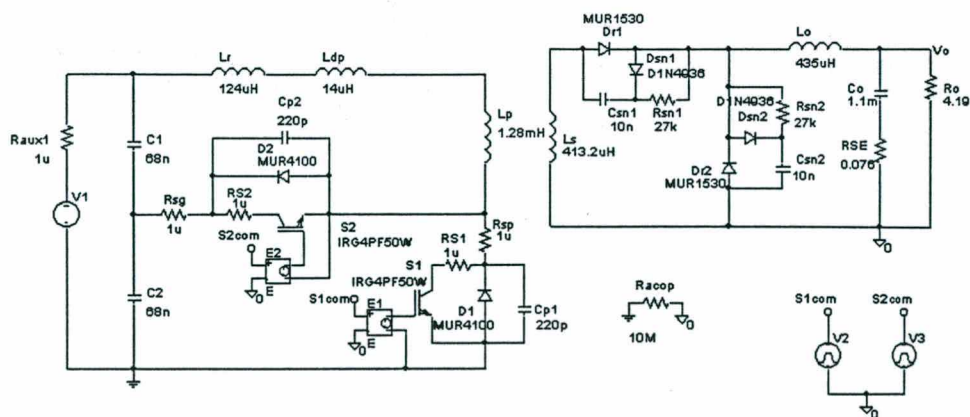 MUR1530
Dr1
Lo
435uH
Vo
Dsn1
D1N4936
Lr
124uH
Ldp
14uH
Cp2
220p
Csn1
10n
Rsn1
27k
D1N4936
Dsn2
Rsn2
27k
Co
1.1m
Ro
4.19
Raux1
1u
C1
68n
D2
MUR4100
Lp
1.28mH
Ls
413.2uH
RSE
0.076
Dr2
MUR1530
Csn2
10n
V1
Rsg
1u
RS2
1u
S2
IRG4PF50W
S2com
E2
E
0
Rsp
1u
RS1
1u
0
C2
68n
S1
IRG4PF50W
S1com
E1
E
0
D1
MUR4100
Cp1
220p
Racop
10M
0
S1com
S2com
V2
V3
0